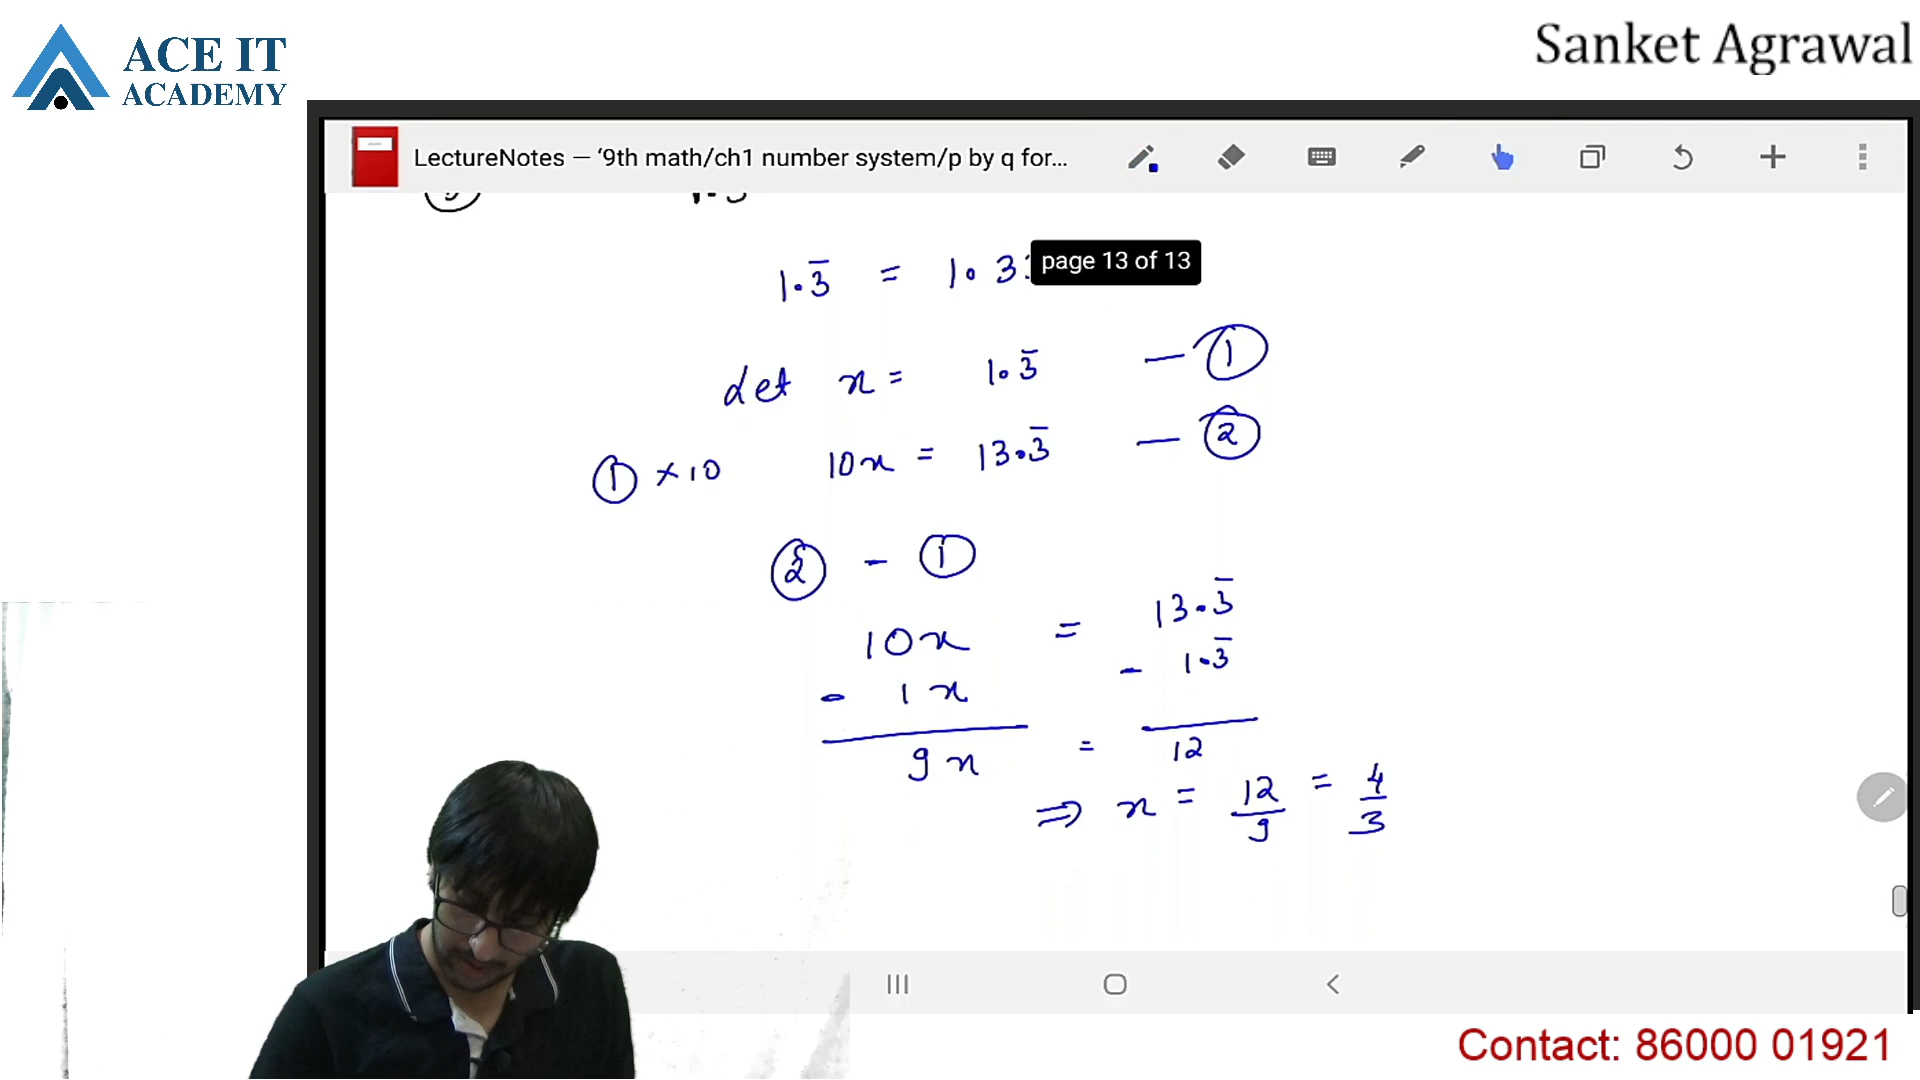 ACE IT
ACADEMY
Sanket Agrawal
LectureNotes — ‘9th math/ch1 number system/p by q for...
1.3̅ = 1.3
page 13 of 13
Let x = 1.3̅ — ①
① × 10 10x = 13.3̅ — ②
② - ①
10x = 13.3̅
- 1x - 1.3̅
9x = 12
⇒ x = 12/9 = 4/3
Contact: 86000 01921